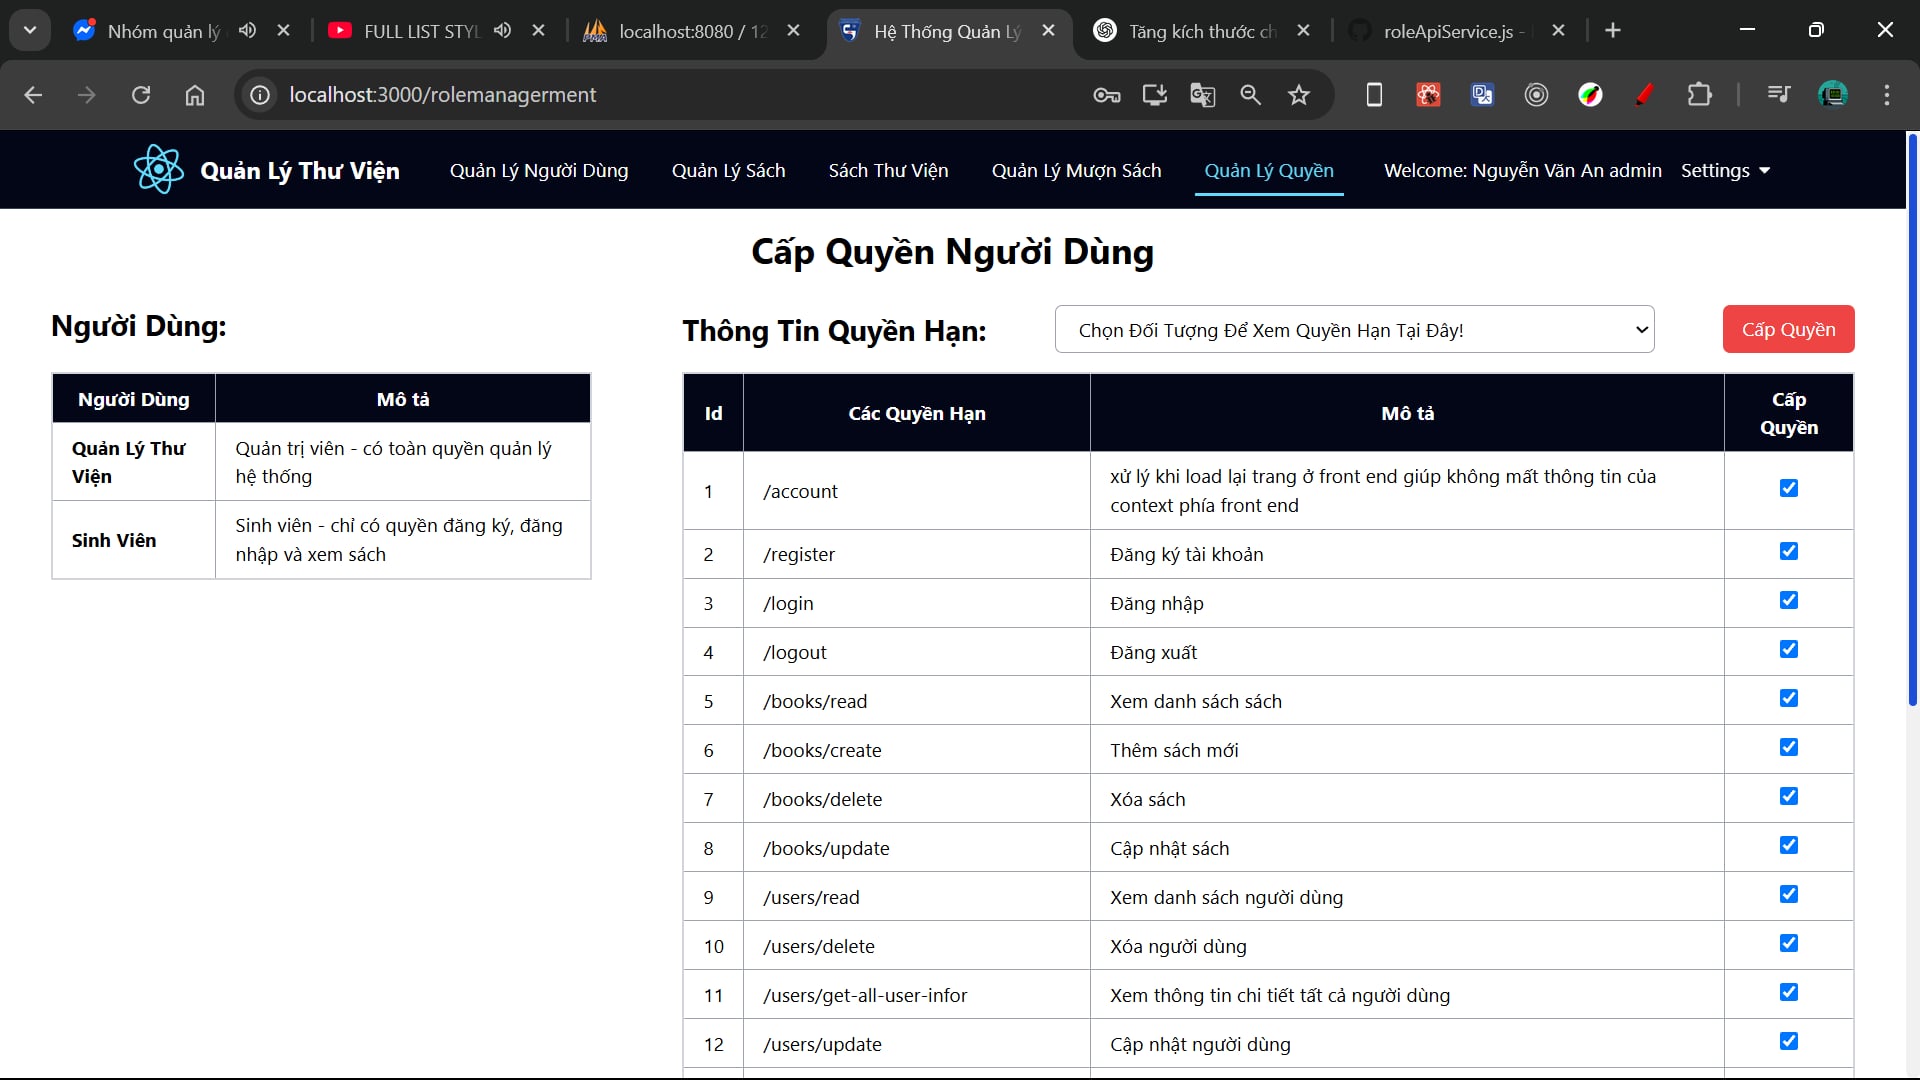 Nhóm quản lý
FULL LIST STYL
localhost:8080 / 12
Hệ Thống Quản Lý
Tăng kích thước ch
roleApiService.js -
localhost:3000/rolemanagerment
Quản Lý Thư Viện
Quản Lý Người Dùng
Quản Lý Sách
Sách Thư Viện
Quản Lý Mượn Sách
Quản Lý Quyền
Welcome: Nguyễn Văn An admin
Settings
Cấp Quyền Người Dùng
Người Dùng:
Người Dùng Mô tả
Quản Lý Thư Quản trị viên - có toàn quyền quản lý
Viện hệ thống
Sinh Viên Sinh viên - chỉ có quyền đăng ký, đăng
nhập và xem sách
Thông Tin Quyền Hạn:
Chọn Đối Tượng Để Xem Quyền Hạn Tại Đây!
Cấp Quyền
Id Các Quyền Hạn Mô tả Cấp
Quyền
1 /account xử lý khi load lại trang ở front end giúp không mất thông tin của
context phía front end
2 /register Đăng ký tài khoản
3 /login Đăng nhập
4 /logout Đăng xuất
5 /books/read Xem danh sách sách
6 /books/create Thêm sách mới
7 /books/delete Xóa sách
8 /books/update Cập nhật sách
9 /users/read Xem danh sách người dùng
10 /users/delete Xóa người dùng
11 /users/get-all-user-infor Xem thông tin chi tiết tất cả người dùng
12 /users/update Cập nhật người dùng